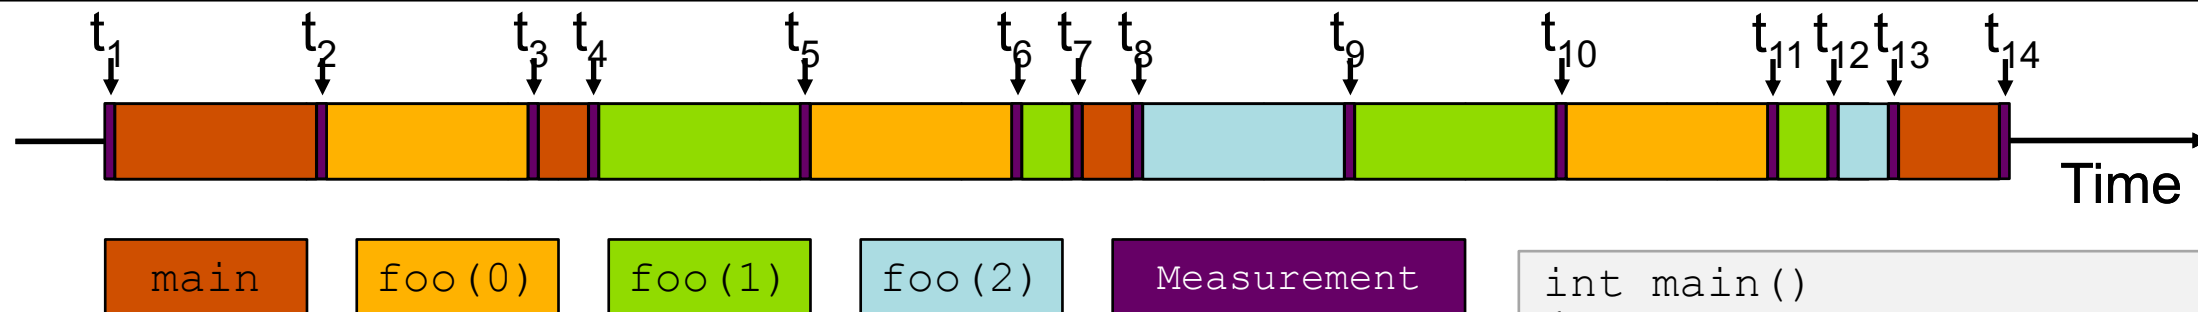 t1 t2 t3 t4 t5 t6 t7 t8 t9 t10 t11 t12 t13 t14
Time
main foo(0) foo(1) foo(2) Measurement
int main()